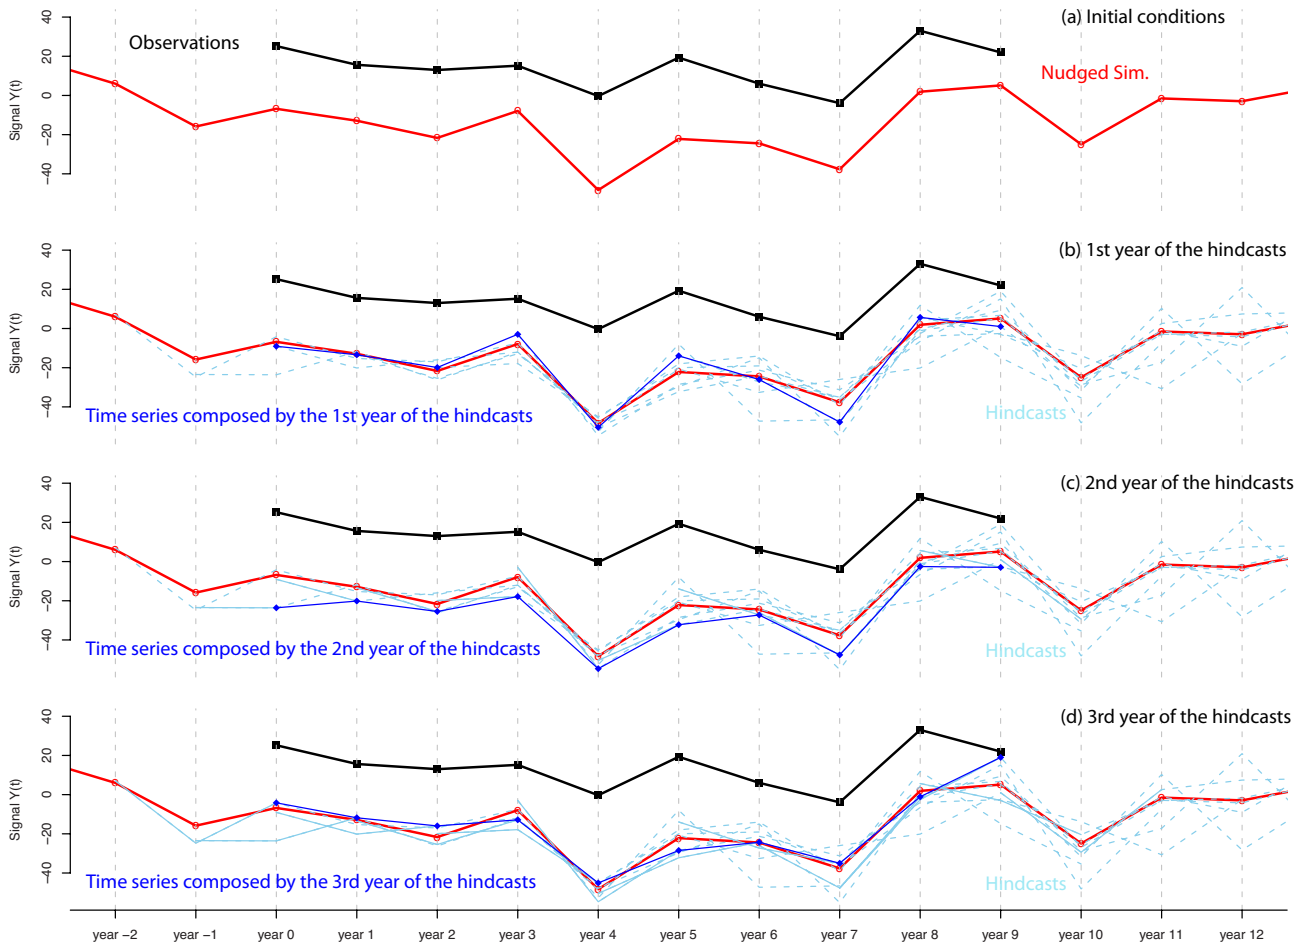 (a) Initial conditions
Observations
Nudged Sim.
Signal Y(t)
40
20
0
−20
−40
(b) 1st year of the hindcasts
Signal Y(t)
40
20
0
−20
−40
Time series composed by the 1st year of the hindcasts
Hindcasts
(c) 2nd year of the hindcasts
Signal Y(t)
40
20
0
−20
−40
Time series composed by the 2nd year of the hindcasts
Hindcasts
(d) 3rd year of the hindcasts
Signal Y(t)
40
20
0
−20
−40
Time series composed by the 3rd year of the hindcasts
Hindcasts
year −2 year −1 year 0 year 1 year 2 year 3 year 4 year 5 year 6 year 7 year 8 year 9 year 10 year 11 year 12